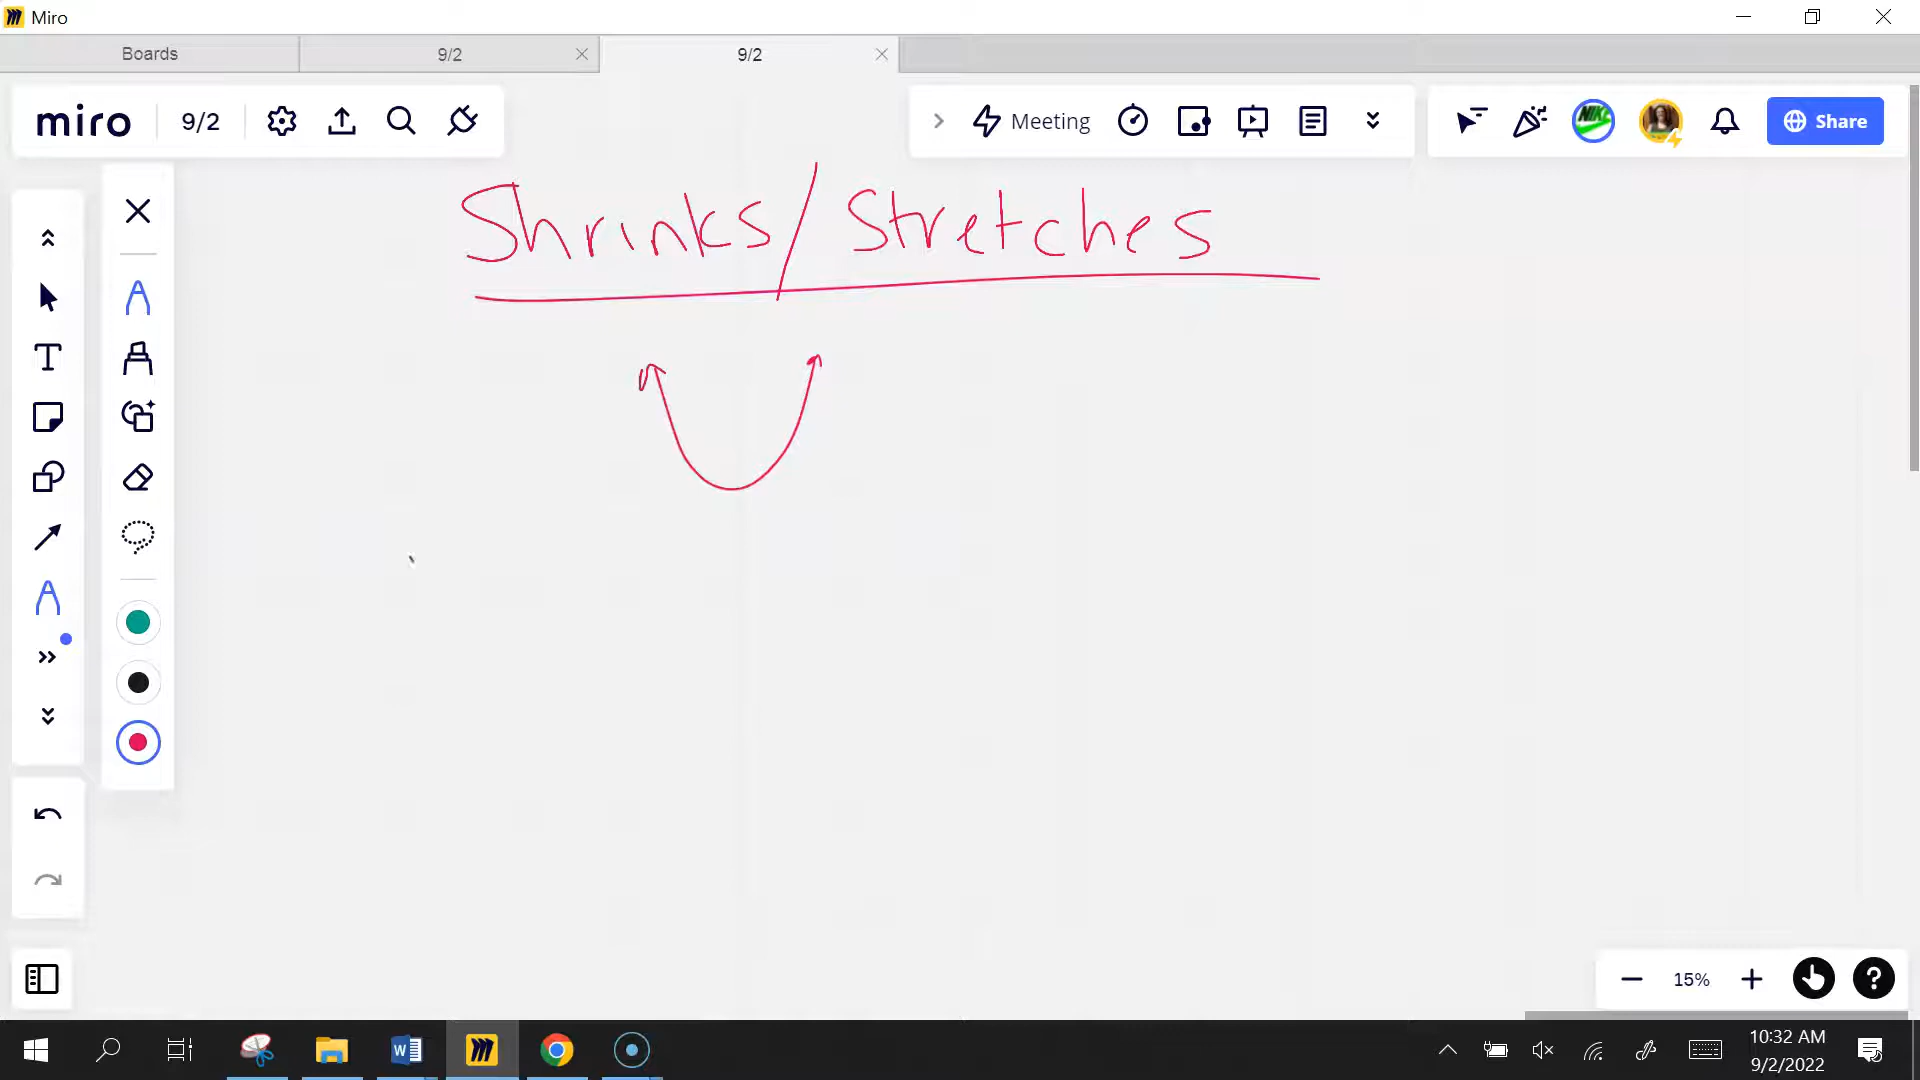 Miro
Boards
9/2
9/2
miro
9/2
Meeting
NIKE
Share
Shrinks/Stretches
15%
10:32 AM
9/2/2022